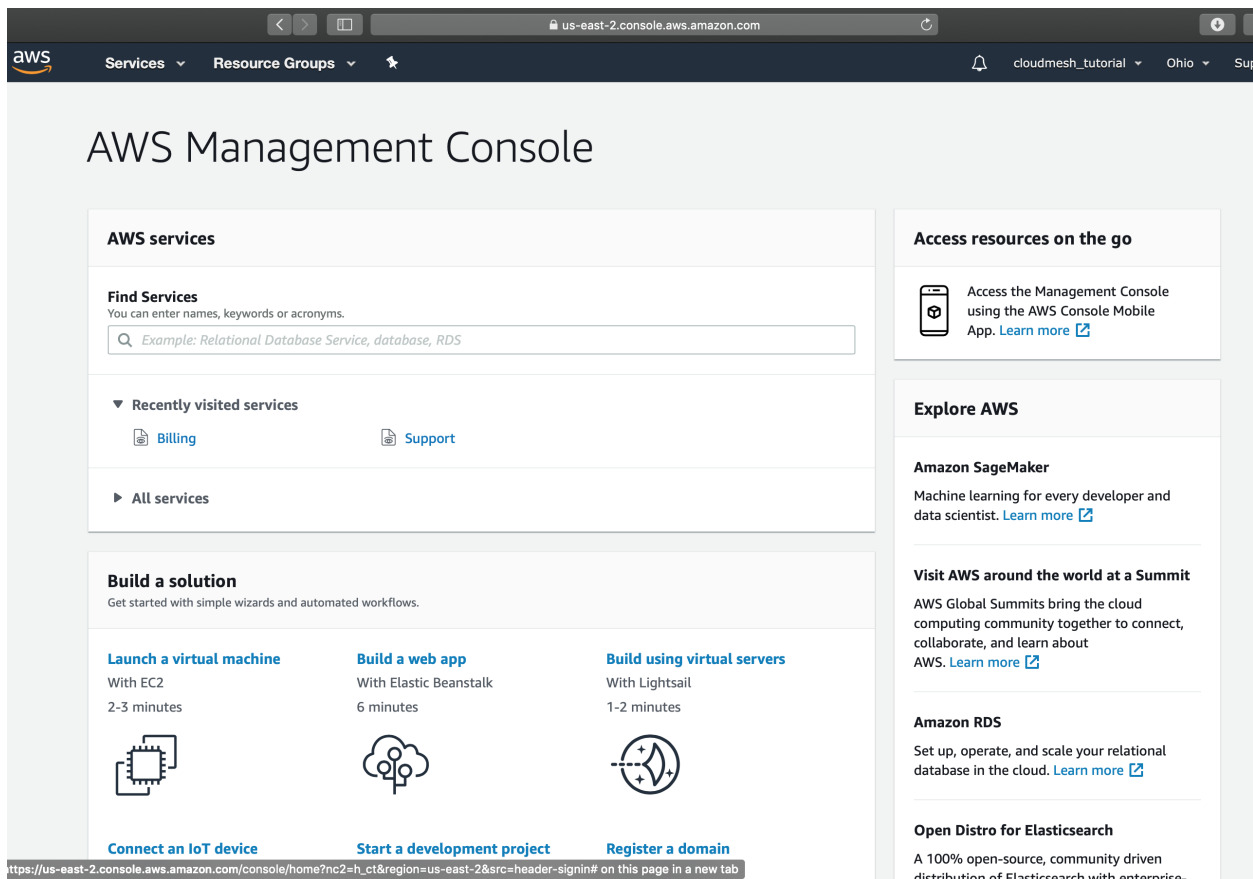 us-east-2.console.aws.amazon.com
aws
Services
Resource Groups
cloudmesh_tutorial
Ohio
Sup
AWS Management Console
AWS services
Find Services
You can enter names, keywords or acronyms.
Example: Relational Database Service, database, RDS
Recently visited services
Billing
Support
All services
Build a solution
Get started with simple wizards and automated workflows.
Launch a virtual machine
With EC2
2-3 minutes
Build a web app
With Elastic Beanstalk
6 minutes
Build using virtual servers
With Lightsail
1-2 minutes
Connect an IoT device
Start a development project
Register a domain
Access resources on the go
Access the Management Console
using the AWS Console Mobile
App. Learn more
Explore AWS
Amazon SageMaker
Machine learning for every developer and
data scientist. Learn more
Visit AWS around the world at a Summit
AWS Global Summits bring the cloud
computing community together to connect,
collaborate, and learn about
AWS. Learn more
Amazon RDS
Set up, operate, and scale your relational
database in the cloud. Learn more
Open Distro for Elasticsearch
A 100% open-source, community driven
distribution of Elasticsearch with enterprise-
ttps://us-east-2.console.aws.amazon.com/console/home?nc2=h_ct&region=us-east-2&src=header-signin# on this page in a new tab